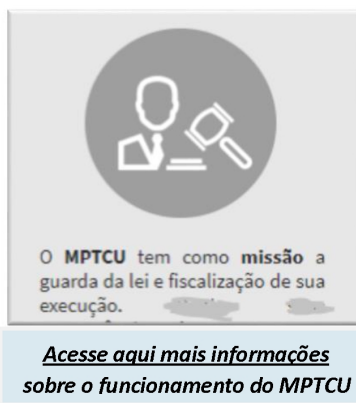 O MPTCU tem como missão a
guarda da lei e fiscalização de sua
execução.
Acesse aqui mais informações
sobre o funcionamento do MPTCU